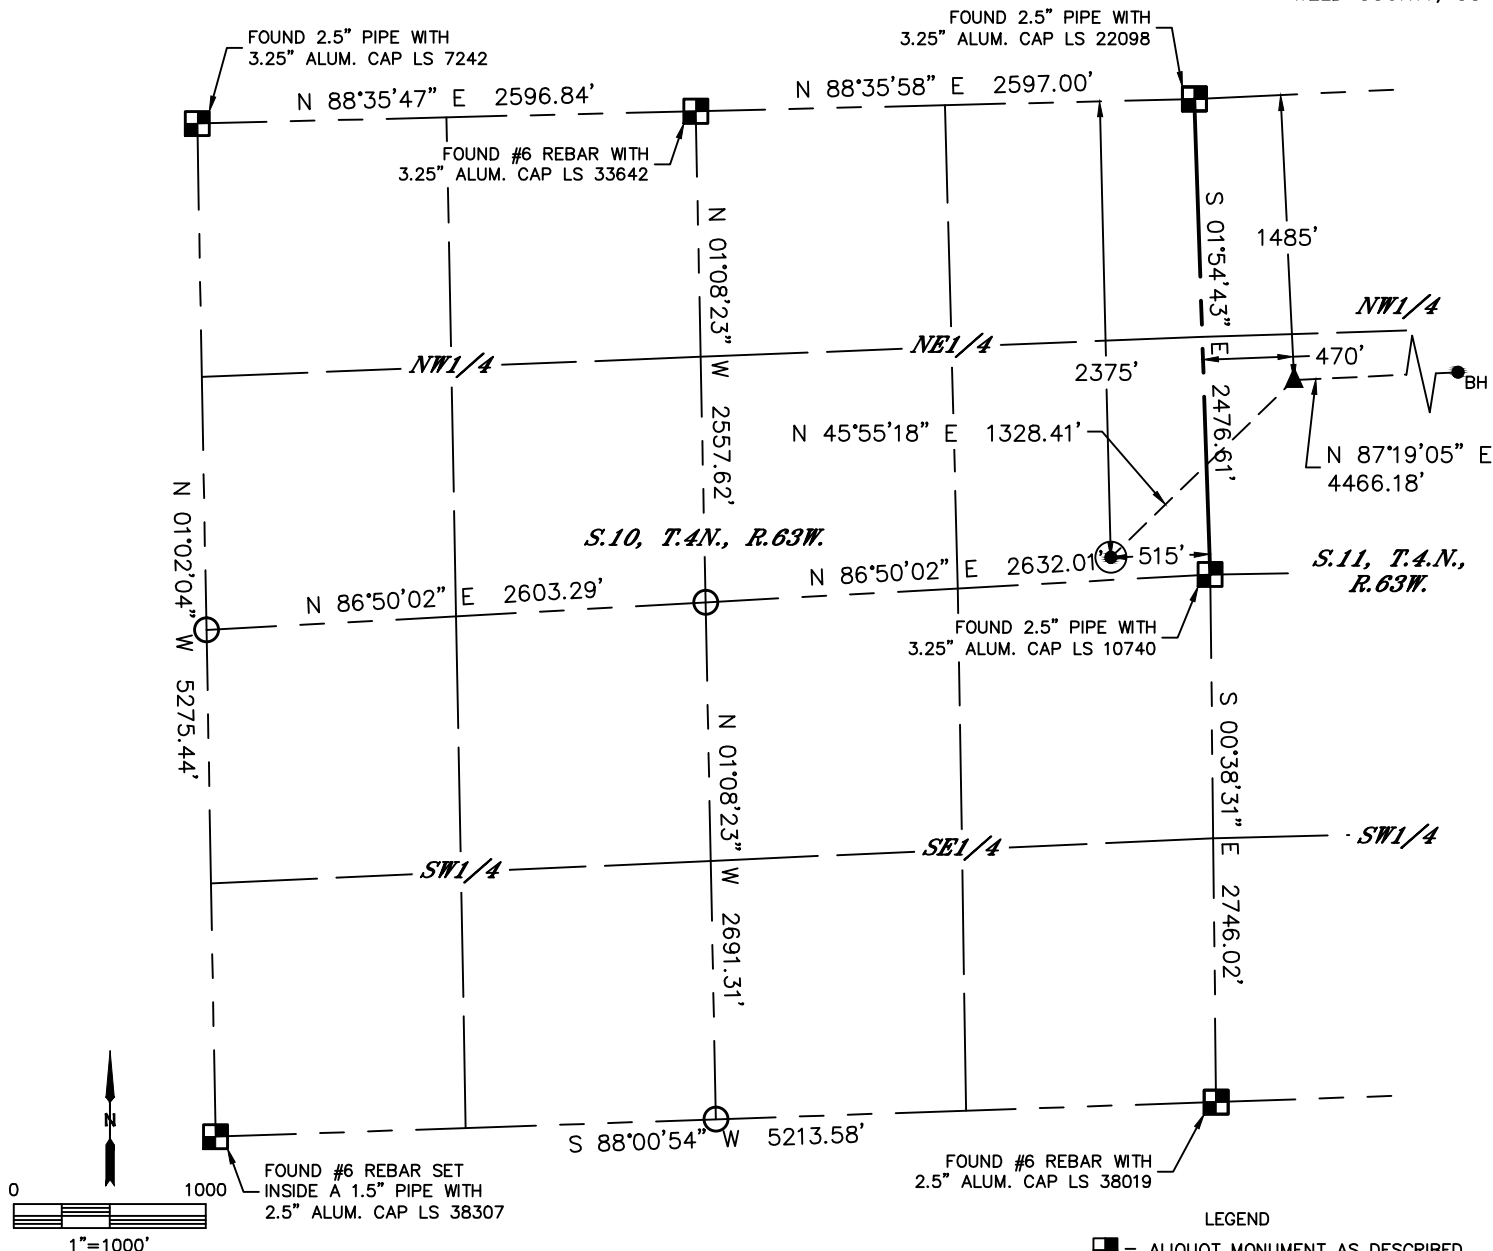 FOUND 2.5" PIPE WITH
3.25" ALUM. CAP LS 7242
FOUND 2.5" PIPE WITH
3.25" ALUM. CAP LS 22098
N 88°35'47" E 2596.84'
N 88°35'58" E 2597.00'
FOUND #6 REBAR WITH
3.25" ALUM. CAP LS 33642
N 01°08'23" W 2557.62'
S 01°54'43" E 2476.61'
1485'
NW1/4
NW1/4
NE1/4
2375'
470'
BH
N 45°55'18" E 1328.41'
N 87°19'05" E
4466.18'
N 01°02'04" W 5275.44'
S.10, T.4N., R.63W.
515'
S.11, T.4.N.,
R.63W.
N 86°50'02" E 2603.29'
N 86°50'02" E 2632.01'
FOUND 2.5" PIPE WITH
3.25" ALUM. CAP LS 10740
N 01°08'23" W 2691.31'
S 00°38'31" E 2746.02'
SW1/4
SE1/4
SW1/4
N
S 88°00'54" W 5213.58'
FOUND #6 REBAR SET
INSIDE A 1.5" PIPE WITH
2.5" ALUM. CAP LS 38307
FOUND #6 REBAR WITH
2.5" ALUM. CAP LS 38019
0 1000
1"=1000'
LEGEND
= ALIQUOT MONUMENT AS DESCRIBED